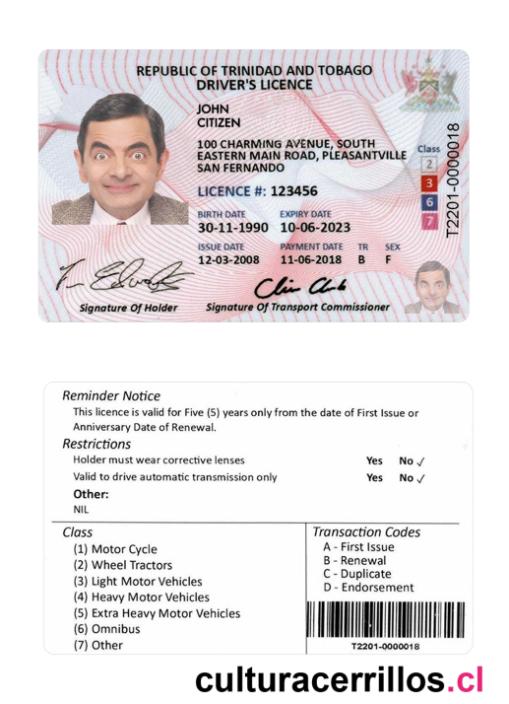 REPUBLIC OF TRINIDAD AND TOBAGO
DRIVER'S LICENCE
JOHN
CITIZEN
100 CHARMING AVENUE, SOUTH
EASTERN MAIN ROAD, PLEASANTVILLE
SAN FERNANDO
LICENCE #: 123456
BIRTH DATE EXPIRY DATE
30-11-1990 10-06-2023
ISSUE DATE PAYMENT DATE TR SEX
12-03-2008 11-06-2018 B F
Signature Of Holder Signature Of Transport Commissioner
Class
2
3
6
7
T2201-0000018
Reminder Notice
This licence is valid for Five (5) years only from the date of First Issue or
Anniversary Date of Renewal.
Restrictions
Holder must wear corrective lenses Yes No ✓
Valid to drive automatic transmission only Yes No ✓
Other:
NIL
Class
(1) Motor Cycle
(2) Wheel Tractors
(3) Light Motor Vehicles
(4) Heavy Motor Vehicles
(5) Extra Heavy Motor Vehicles
(6) Omnibus
(7) Other
Transaction Codes
A - First Issue
B - Renewal
C - Duplicate
D - Endorsement
T2201-0000018
culturacerrillos.cl